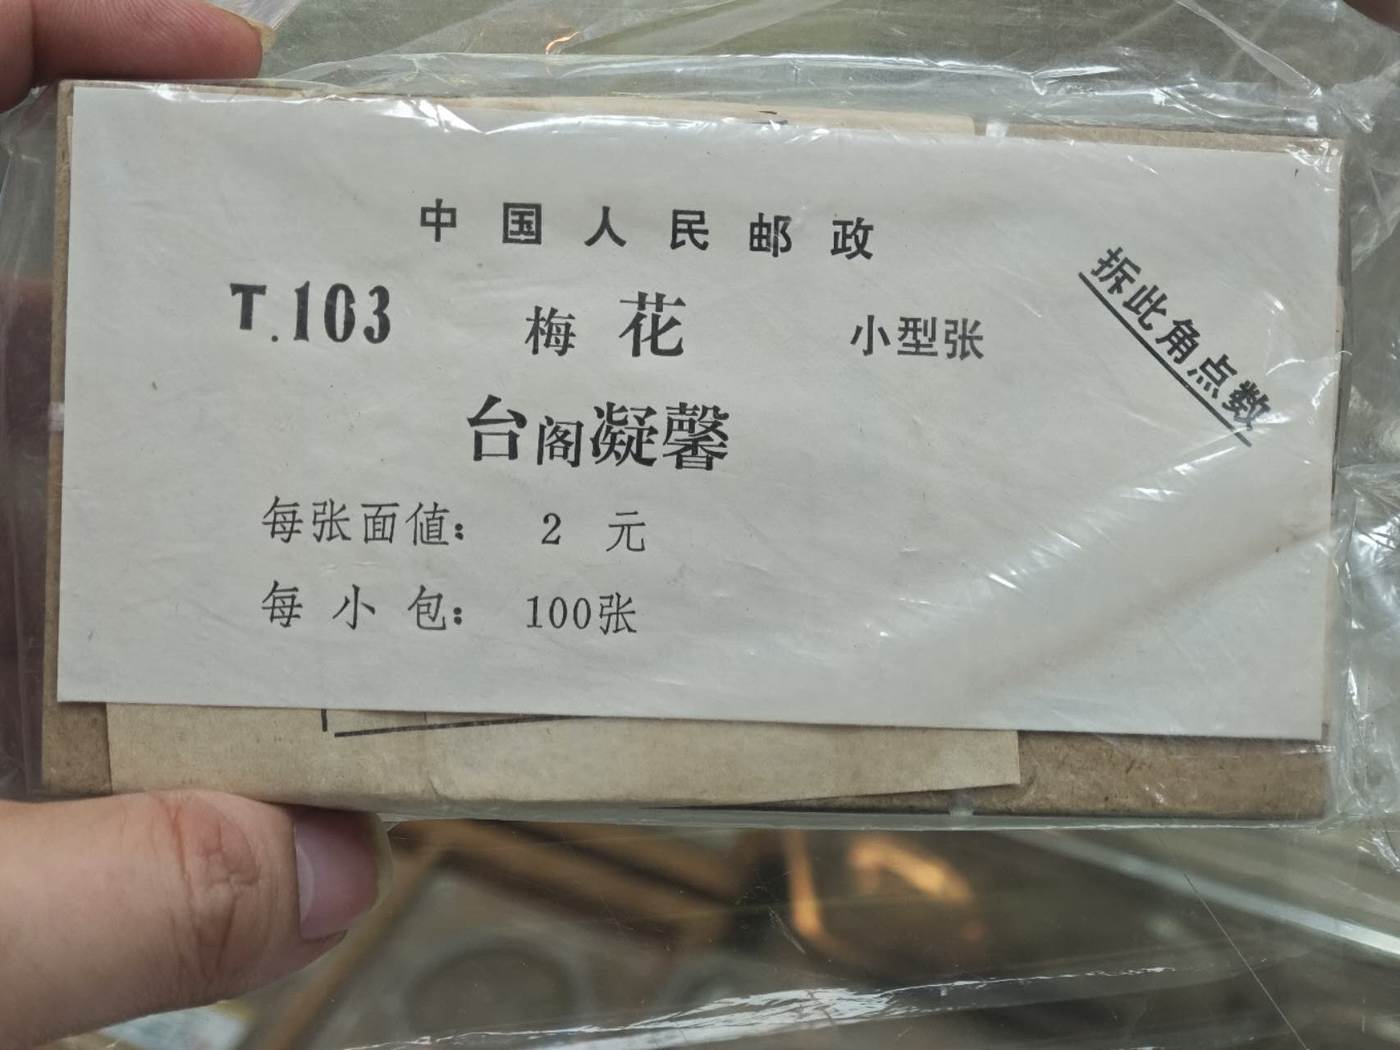 中国人民邮政
T.103 梅花 小型张
台阁凝馨
每张面值： 2 元
每小包： 100张
拆此角点数